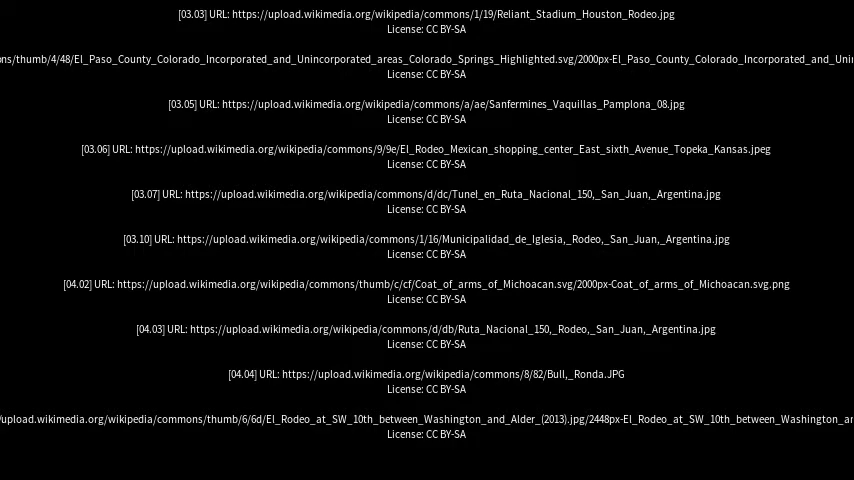 [03.03] URL: https://upload.wikimedia.org/wikipedia/commons/1/19/Reliant_Stadium_Houston_Rodeo.jpg
License: CC BY-SA
ons/thumb/4/48/El_Paso_County_Colorado_Incorporated_and_Unincorporated_areas_Colorado_Springs_Highlighted.svg/2000px-El_Paso_County_Colorado_Incorporated_and_Unin
License: CC BY-SA
[03.05] URL: https://upload.wikimedia.org/wikipedia/commons/a/ae/Sanfermines_Vaquillas_Pamplona_08.jpg
License: CC BY-SA
[03.06] URL: https://upload.wikimedia.org/wikipedia/commons/9/9e/El_Rodeo_Mexican_shopping_center_East_sixth_Avenue_Topeka_Kansas.jpeg
License: CC BY-SA
[03.07] URL: https://upload.wikimedia.org/wikipedia/commons/d/dc/Tunel_en_Ruta_Nacional_150,_San_Juan,_Argentina.jpg
License: CC BY-SA
[03.10] URL: https://upload.wikimedia.org/wikipedia/commons/1/16/Municipalidad_de_Iglesia,_Rodeo,_San_Juan,_Argentina.jpg
License: CC BY-SA
[04.02] URL: https://upload.wikimedia.org/wikipedia/commons/thumb/c/cf/Coat_of_arms_of_Michoacan.svg/2000px-Coat_of_arms_of_Michoacan.svg.png
License: CC BY-SA
[04.03] URL: https://upload.wikimedia.org/wikipedia/commons/d/db/Ruta_Nacional_150,_Rodeo,_San_Juan,_Argentina.jpg
License: CC BY-SA
[04.04] URL: https://upload.wikimedia.org/wikipedia/commons/8/82/Bull,_Ronda.JPG
License: CC BY-SA
/upload.wikimedia.org/wikipedia/commons/thumb/6/6d/El_Rodeo_at_SW_10th_between_Washington_and_Alder_(2013).jpg/2448px-El_Rodeo_at_SW_10th_between_Washington_an
License: CC BY-SA